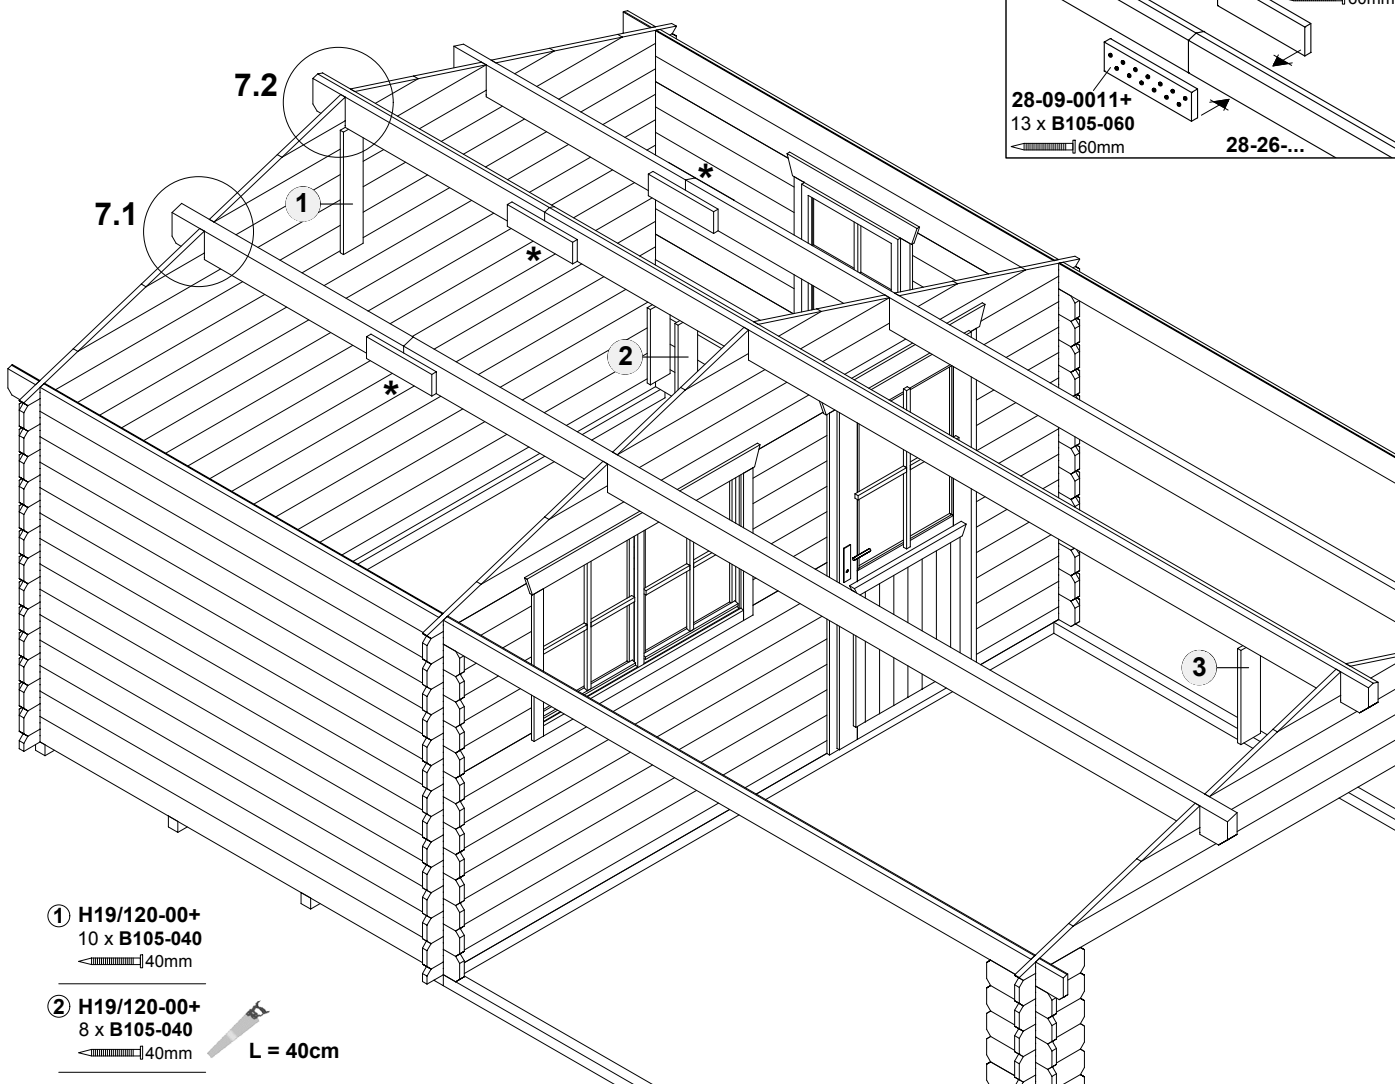 60mm
28-09-0011+
13 x B105-060
60mm
28-26-...
7.2
7.1
1
*
*
*
2
3
1 H19/120-00+
10 x B105-040
40mm
2 H19/120-00+
8 x B105-040
40mm
L = 40cm